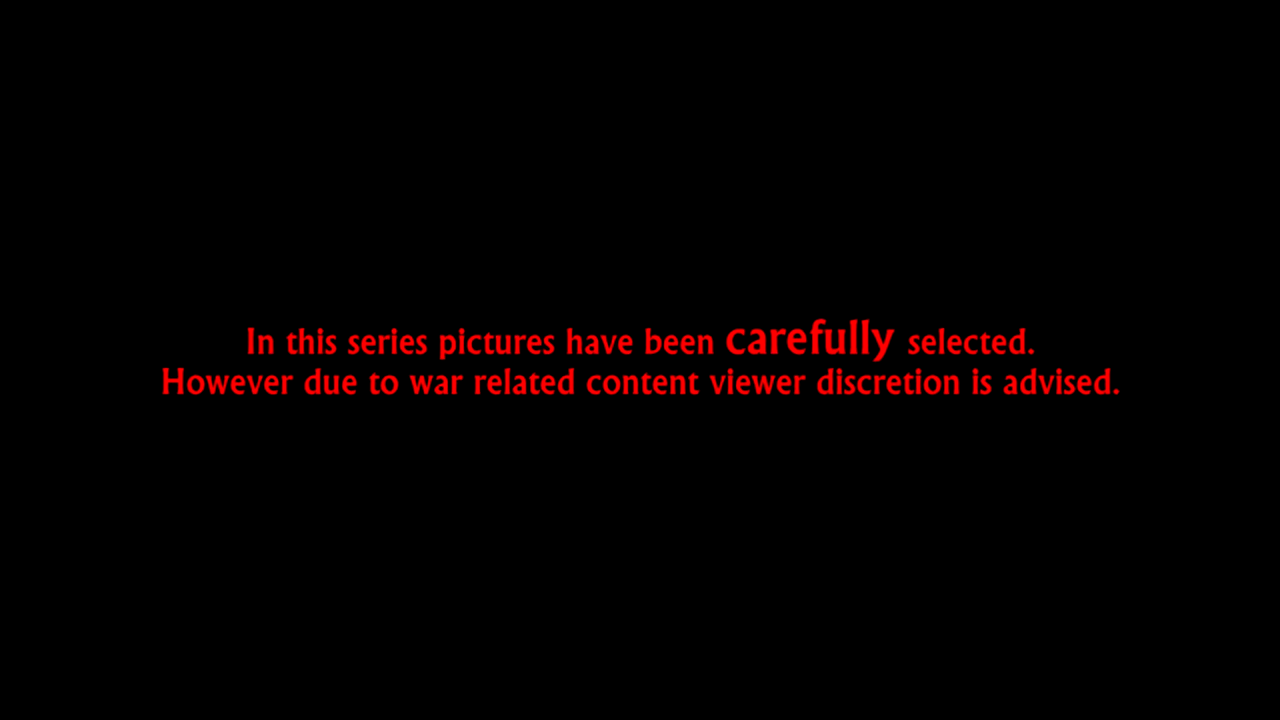 In this series pictures have been carefully selected.
However due to war related content viewer discretion is advised.